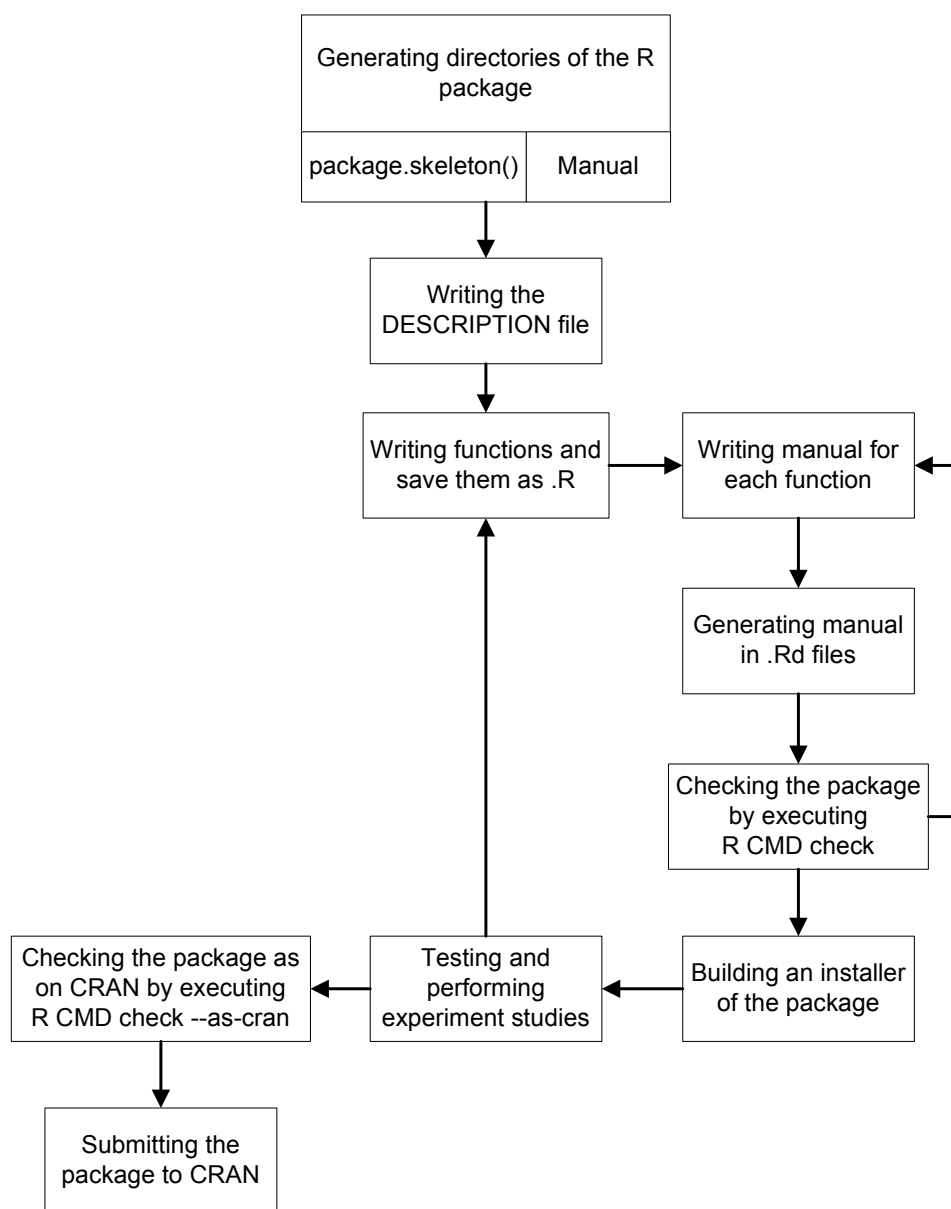 Generating directories of the R
package
package.skeleton()
Manual
Writing the
DESCRIPTION file
Writing functions and
save them as .R
Writing manual for
each function
Generating manual
in .Rd files
Checking the package
by executing
R CMD check
Building an installer
of the package
Testing and
performing
experiment studies
Checking the package as
on CRAN by executing
R CMD check --as-cran
Submitting the
package to CRAN